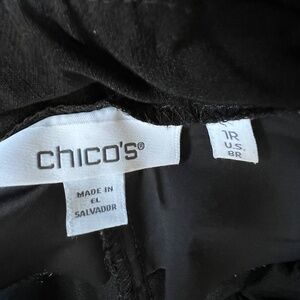 chico's®
MADE IN
EL
SALVADOR
1R
U.S.
8R